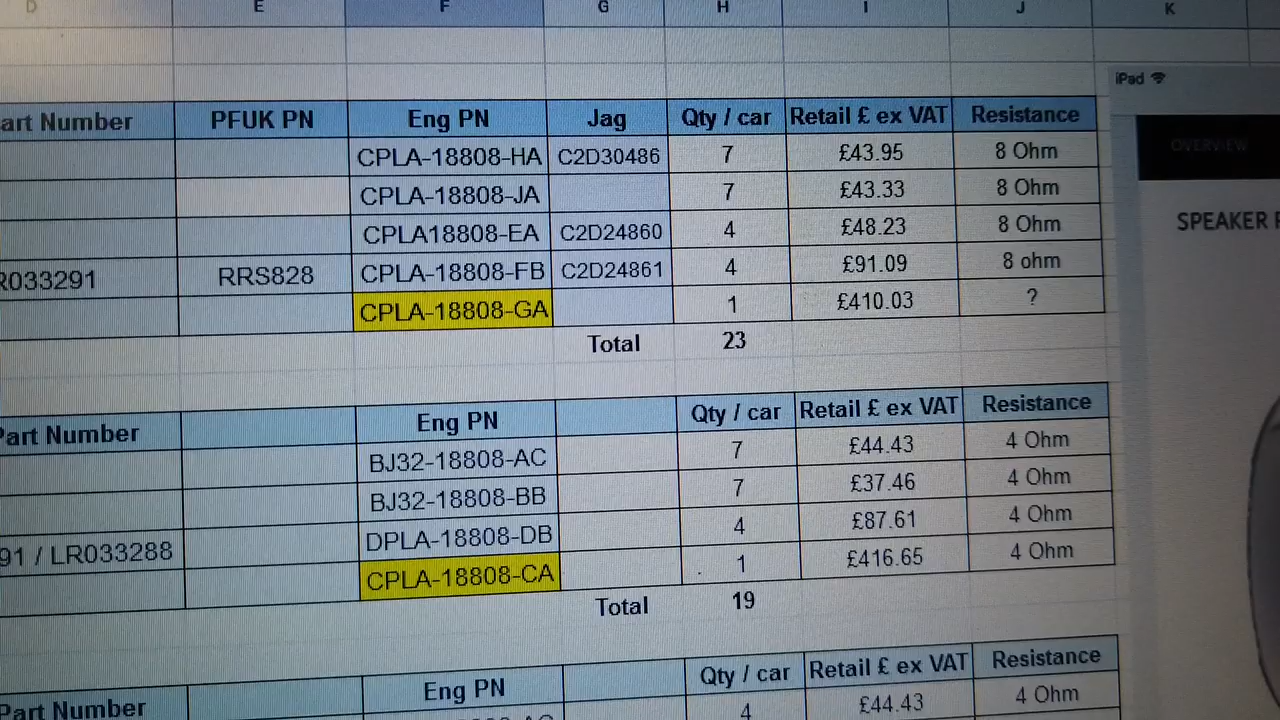 D E F G H I J K
iPad
art Number PFUK PN Eng PN Jag Qty / car Retail £ ex VAT Resistance
OVERVIEW
CPLA-18808-HA C2D30486 7 £43.95 8 Ohm
CPLA-18808-JA 7 £43.33 8 Ohm
SPEAKER
CPLA18808-EA C2D24860 4 £48.23 8 Ohm
R033291 RRS828 CPLA-18808-FB C2D24861 4 £91.09 8 ohm
CPLA-18808-GA 1 £410.03 ?
Total 23
Part Number Eng PN Qty / car Retail £ ex VAT Resistance
BJ32-18808-AC 7 £44.43 4 Ohm
BJ32-18808-BB 7 £37.46 4 Ohm
91 / LR033288 DPLA-18808-DB 4 £87.61 4 Ohm
CPLA-18808-CA 1 £416.65 4 Ohm
Total 19
Part Number Eng PN Qty / car Retail £ ex VAT Resistance
4 £44.43 4 Ohm